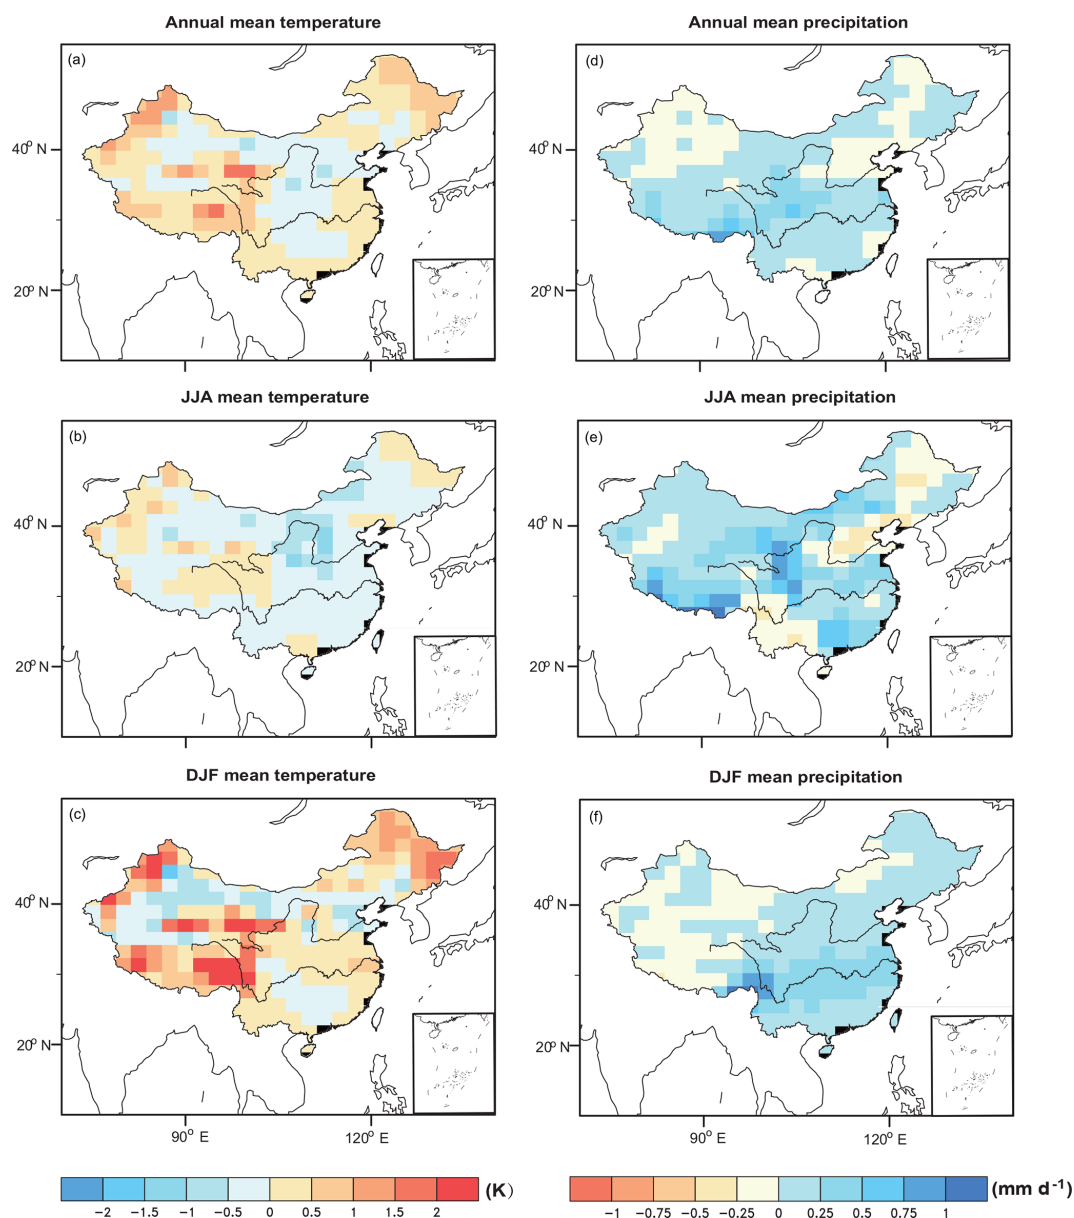 Annual mean temperature
Annual mean precipitation
(a)
(d)
40° N
40° N
20° N
20° N
JJA mean temperature
JJA mean precipitation
(b)
(e)
40° N
40° N
20° N
20° N
DJF mean temperature
DJF mean precipitation
(c)
(f)
40° N
40° N
20° N
20° N
90° E
120° E
90° E
120° E
(K)
(mm d⁻¹)
−2 −1.5 −1 −0.5 0 0.5 1 1.5 2
−1 −0.75 −0.5 −0.25 0 0.25 0.5 0.75 1